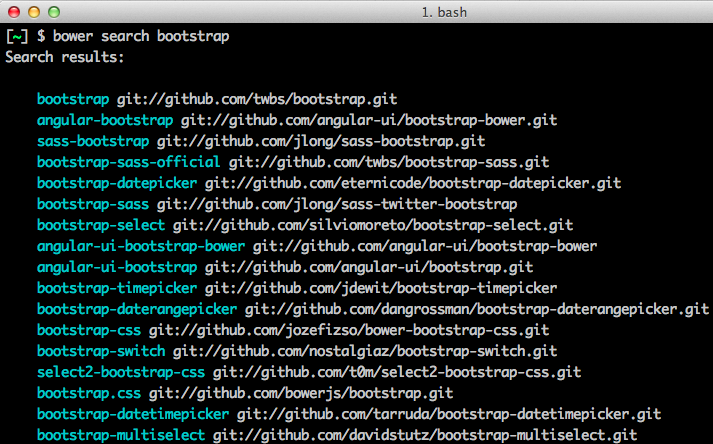 1. bash
[~] $ bower search bootstrap
Search results:
bootstrap git://github.com/twbs/bootstrap.git
angular-bootstrap git://github.com/angular-ui/bootstrap-bower.git
sass-bootstrap git://github.com/jlong/sass-bootstrap.git
bootstrap-sass-official git://github.com/twbs/bootstrap-sass.git
bootstrap-datepicker git://github.com/eternicode/bootstrap-datepicker.git
bootstrap-sass git://github.com/jlong/sass-twitter-bootstrap
bootstrap-select git://github.com/silviomoreto/bootstrap-select.git
angular-ui-bootstrap-bower git://github.com/angular-ui/bootstrap-bower
angular-ui-bootstrap git://github.com/angular-ui/bootstrap.git
bootstrap-timepicker git://github.com/jdewit/bootstrap-timepicker
bootstrap-daterangepicker git://github.com/dangrossman/bootstrap-daterangepicker.git
bootstrap-css git://github.com/jozefizso/bower-bootstrap-css.git
bootstrap-switch git://github.com/nostalgiaz/bootstrap-switch.git
select2-bootstrap-css git://github.com/t0m/select2-bootstrap-css.git
bootstrap.css git://github.com/bowerjs/bootstrap.git
bootstrap-datetimepicker git://github.com/tarruda/bootstrap-datetimepicker.git
bootstrap-multiselect git://github.com/davidstutz/bootstrap-multiselect.git